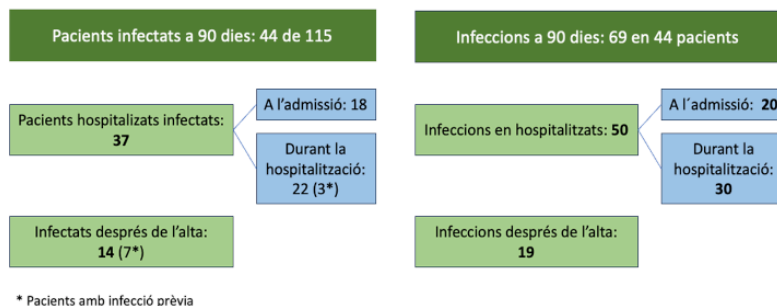 Pacients infectats a 90 dies: 44 de 115
Pacients hospitalizats infectats:
37
A l'admissió: 18
Durant la
hospitalització:
22 (3*)
Infectats després de l'alta:
14 (7*)
* Pacients amb infecció prèvia
Infeccions a 90 dies: 69 en 44 pacients
Infeccions en hospitalitzats: 50
A l´admissió: 20
Durant la
hospitalització:
30
Infeccions després de l'alta:
19